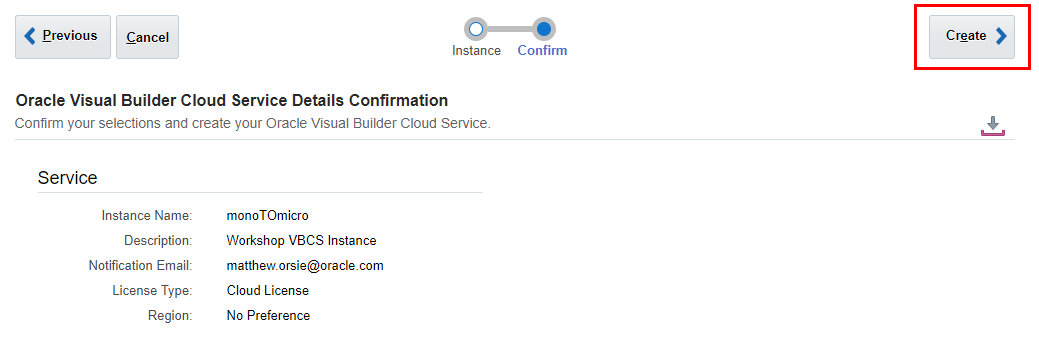 Previous
Cancel
Instance
Confirm
Create
Oracle Visual Builder Cloud Service Details Confirmation
Confirm your selections and create your Oracle Visual Builder Cloud Service.
Service
Instance Name: monoTOmicro
Description: Workshop VBCS Instance
Notification Email: matthew.orsie@oracle.com
License Type: Cloud License
Region: No Preference